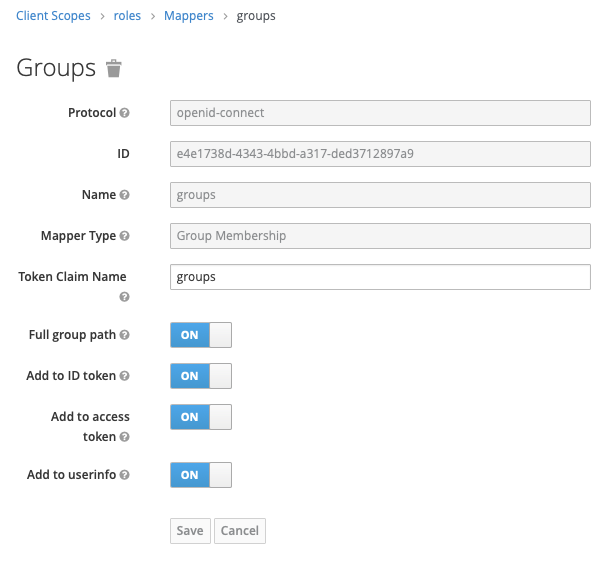 Client Scopes > roles > Mappers > groups
Groups
Protocol
openid-connect
ID
e4e1738d-4343-4bbd-a317-ded3712897a9
Name
groups
Mapper Type
Group Membership
Token Claim Name
groups
Full group path
ON
Add to ID token
ON
Add to access
token
ON
Add to userinfo
ON
Save Cancel